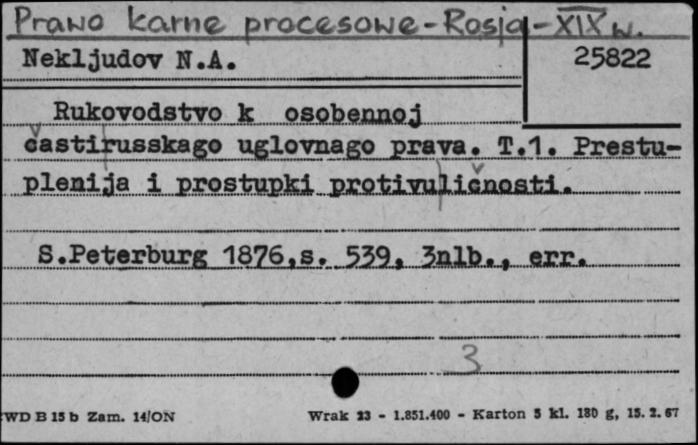 Prawo karne procesowe - Rosja - XIX w.
Nekljudov N.A.
25822
Rukovodstvo k osobennoj
častirusskago uglovnago prava. T.1. Prestu-
plenija i prostupki protivuličnosti.
S.Peterburg 1876,s. 539, 3nlb., err.
3
WD B 15 b Zam. 14/ON
Wrak 23 - 1.851.400 - Karton 5 kl. 180 g, 15. 2. 67